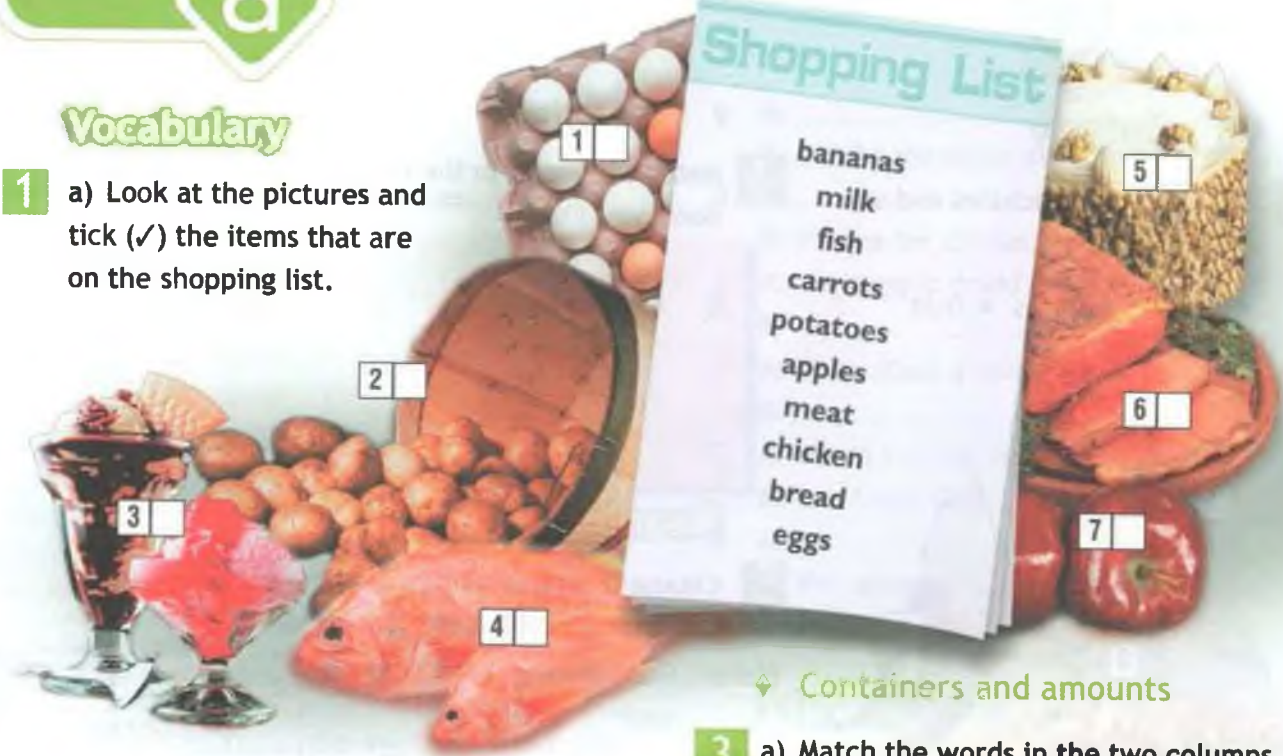 a
Vocabulary
1 a) Look at the pictures and
tick (✓) the items that are
on the shopping list.
1
2
3
4
Shopping List
bananas
milk
fish
carrots
potatoes
apples
meat
chicken
bread
eggs
5
6
7
Containers and amounts
3 a) Match the words in the two columns